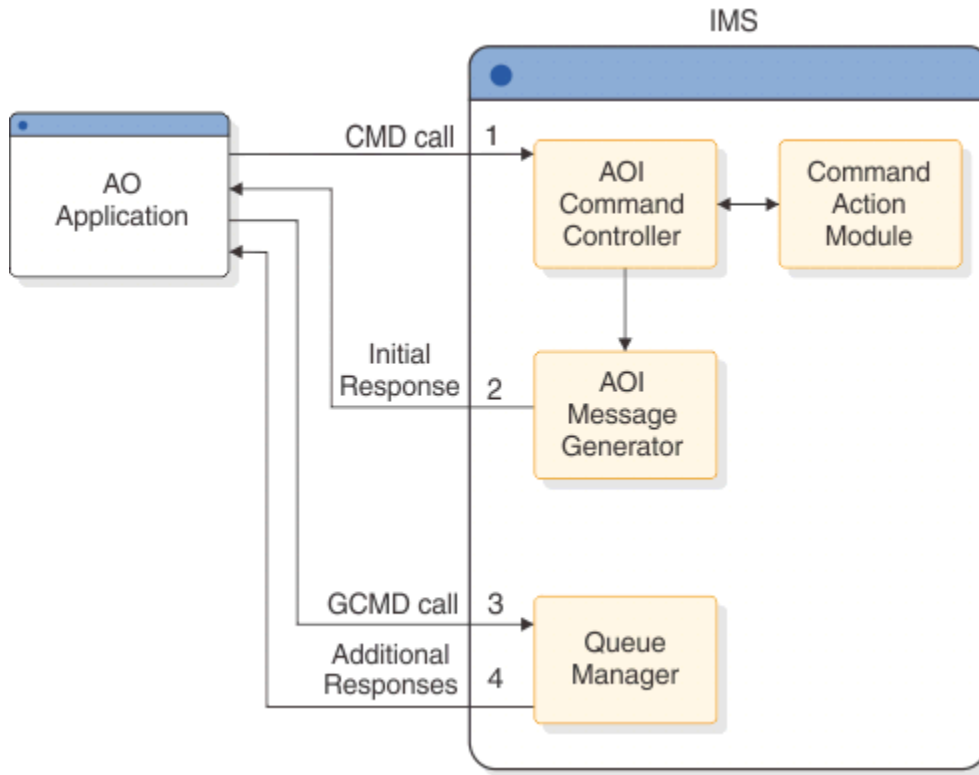 IMS
AO
Application
CMD call
1
AOI
Command
Controller
Command
Action
Module
Initial
Response
2
AOI
Message
Generator
GCMD call
3
Additional
Responses
4
Queue
Manager